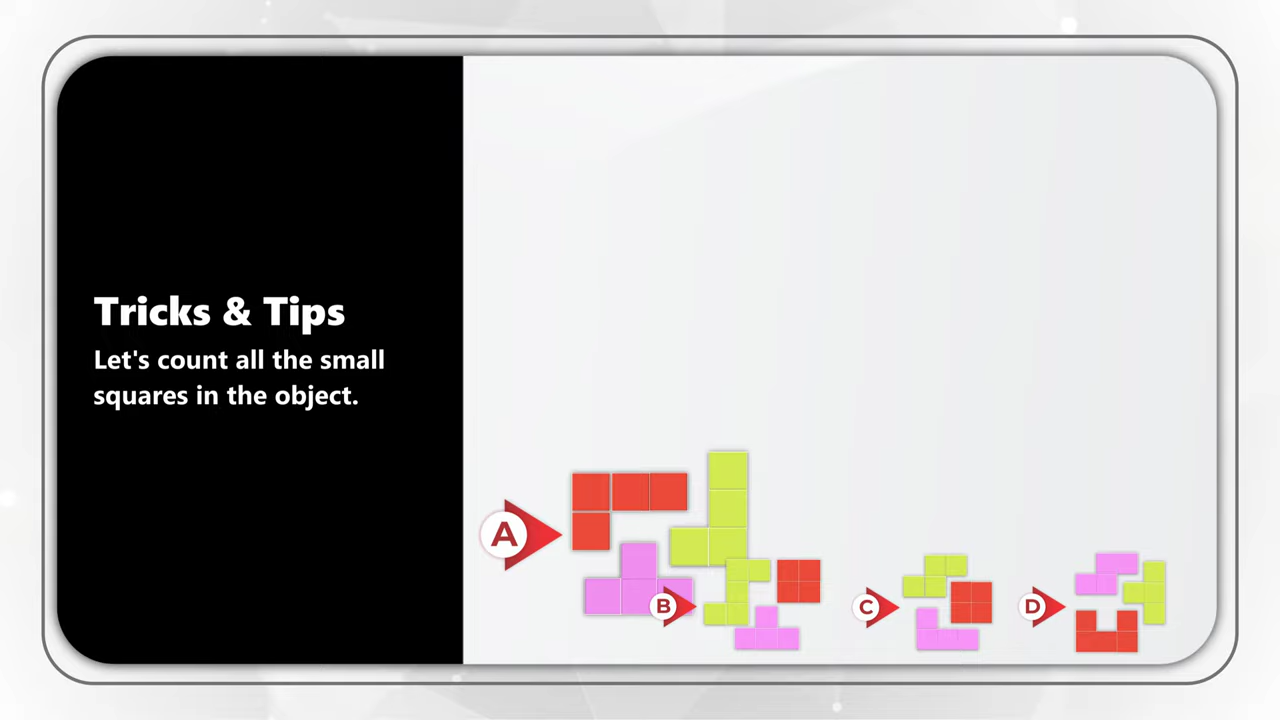 Tricks & Tips
Let's count all the small
squares in the object.
A
B
C
D